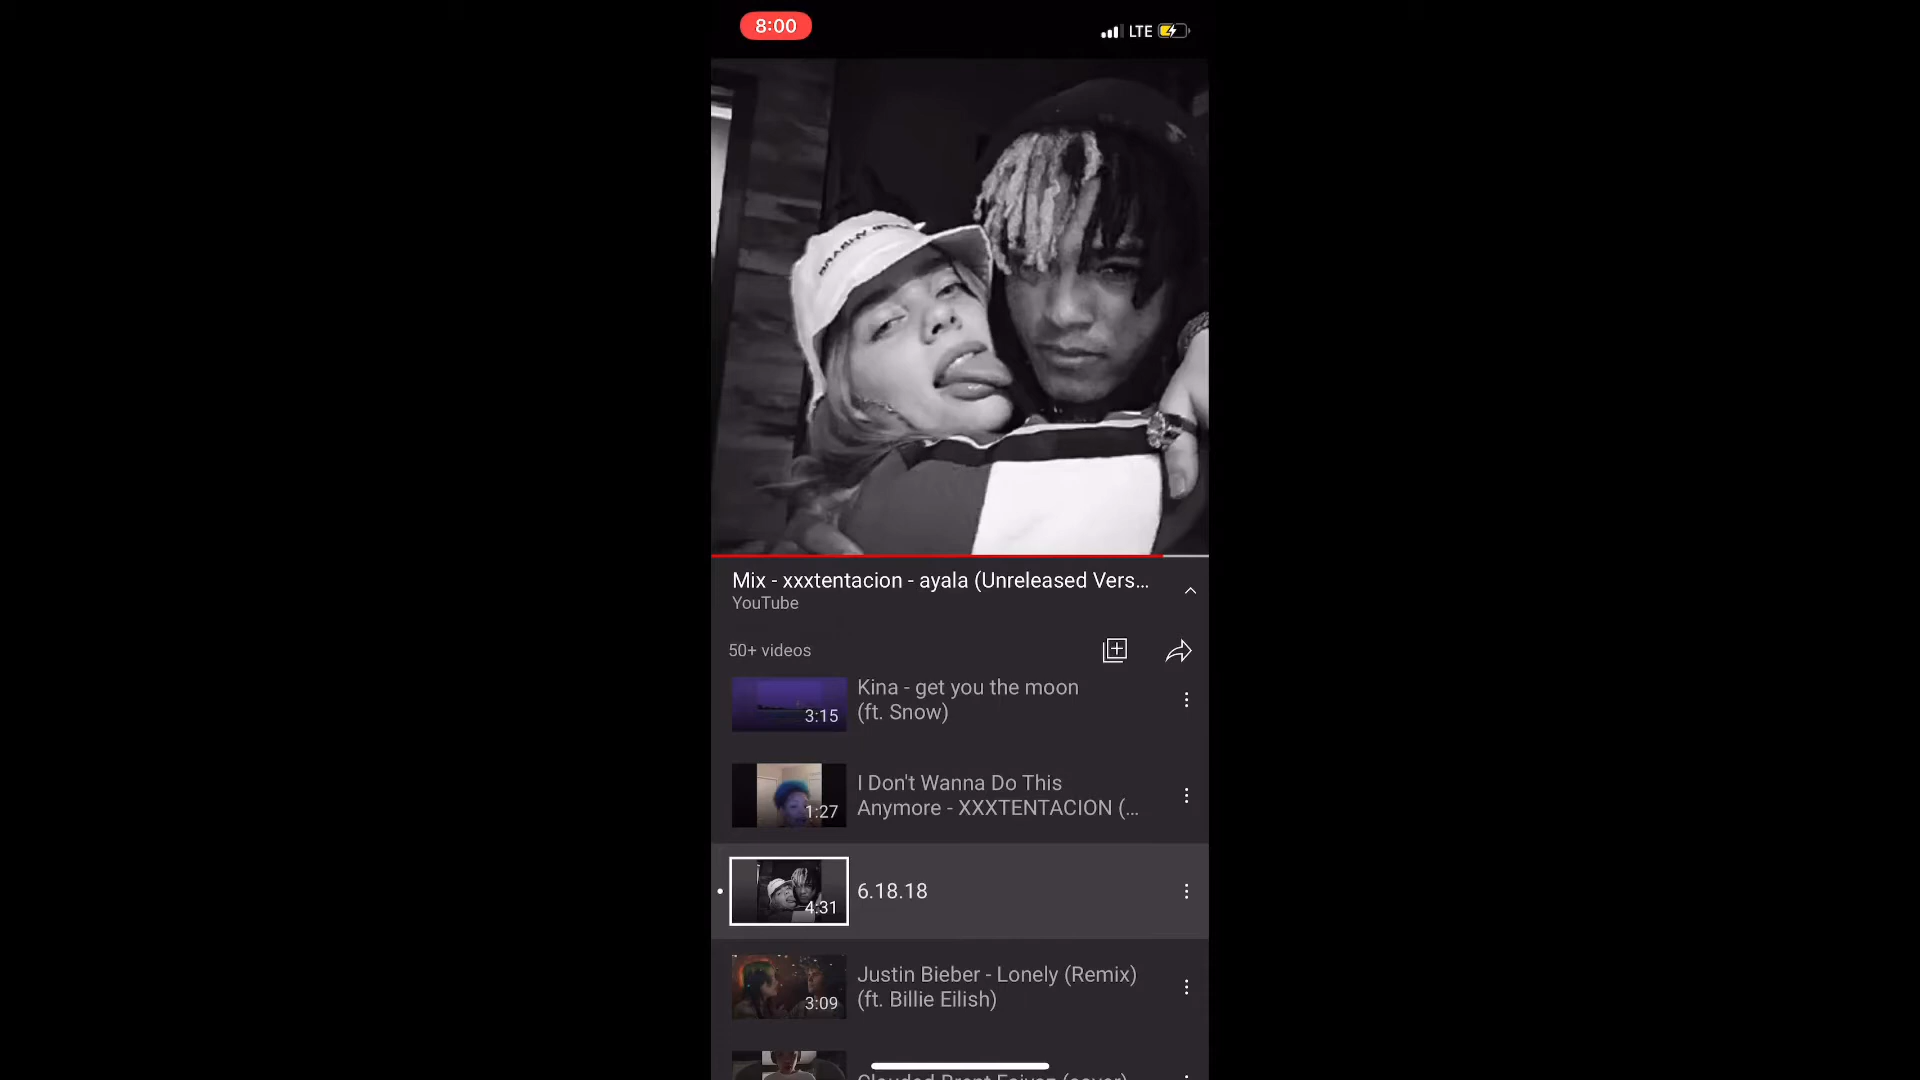 8:00
LTE
Mix - xxxtentacion - ayala (Unreleased Vers...
YouTube
50+ videos
Kina - get you the moon
(ft. Snow)
3:15
I Don't Wanna Do This
Anymore - XXXTENTACION (...
1:27
6.18.18
4:31
Justin Bieber - Lonely (Remix)
(ft. Billie Eilish)
3:09